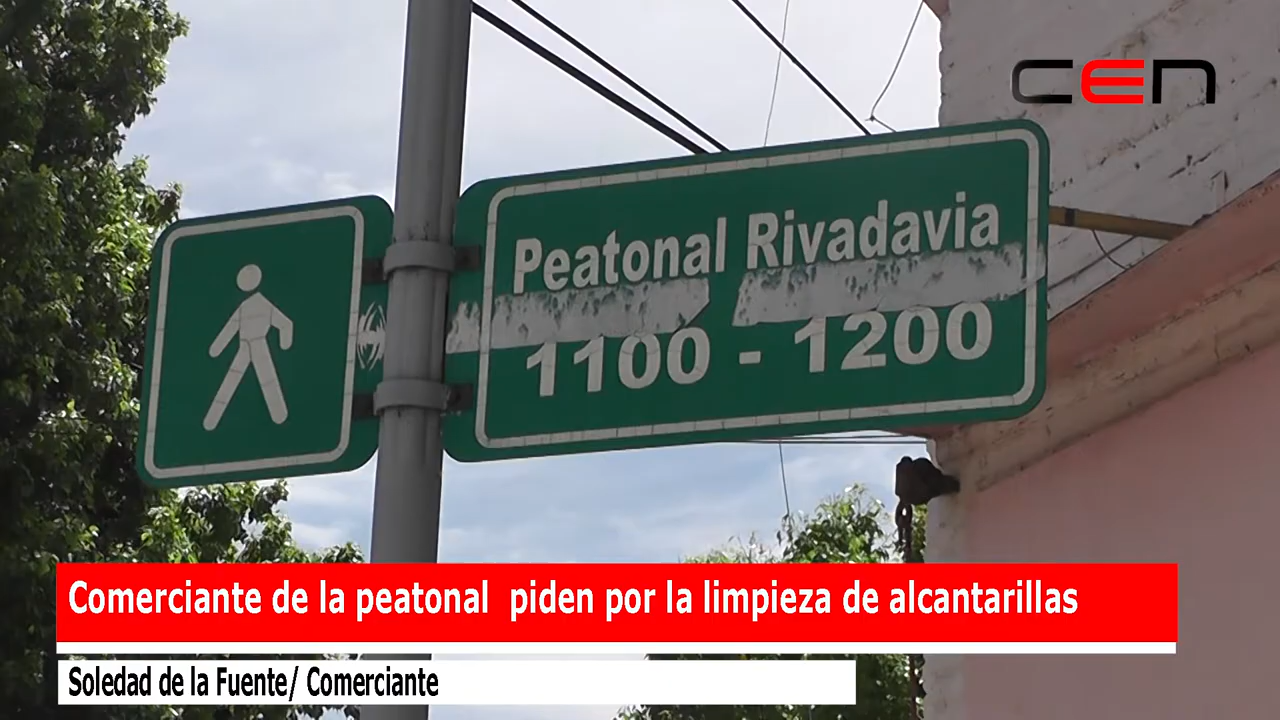 CEN
Peatonal Rivadavia
1100 - 1200
Comerciante de la peatonal piden por la limpieza de alcantarillas
Soledad de la Fuente/ Comerciante